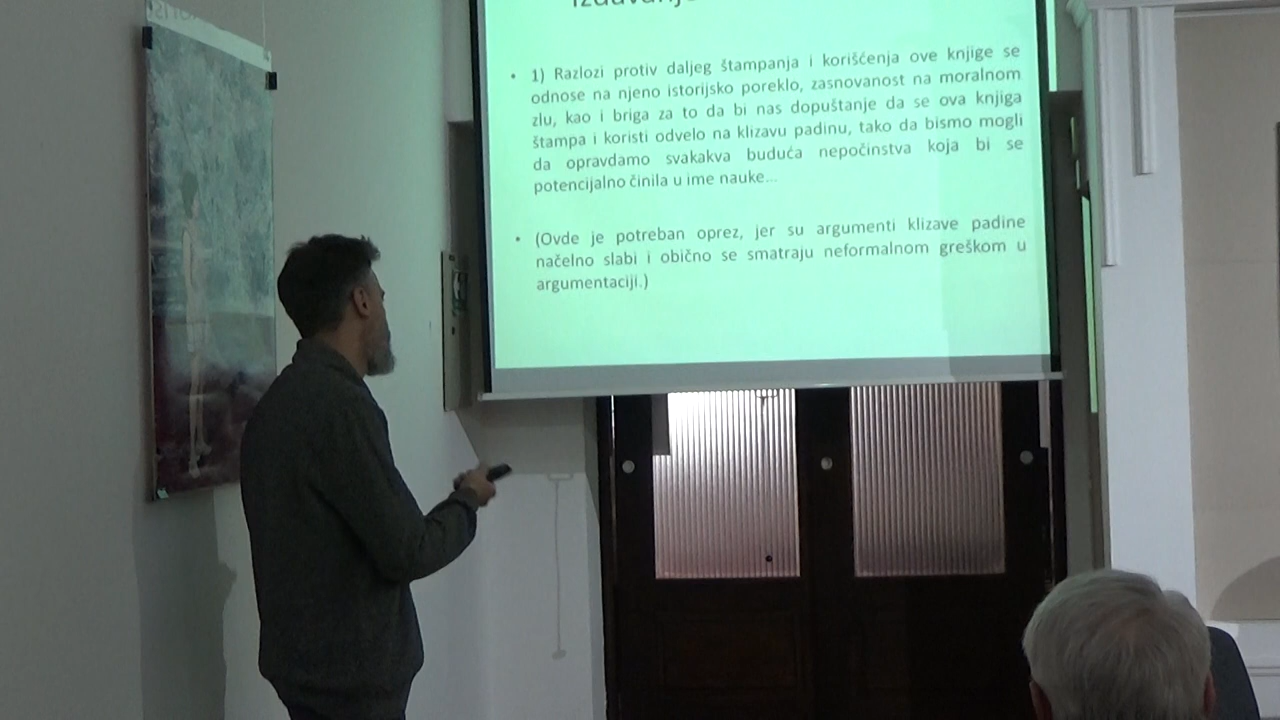 Izdavanje
• 1) Razlozi protiv daljeg štampanja i korišćenja ove knjige se
odnose na njeno istorijsko poreklo, zasnovanost na moralnom
zlu, kao i briga za to da bi nas dopuštanje da se ova knjiga
štampa i koristi odvelo na klizavu padinu, tako da bismo mogli
da opravdamo svakakva buduća nepočinstva koja bi se
potencijalno činila u ime nauke...
• (Ovde je potreban oprez, jer su argumenti klizave padine
načelno slabi i obično se smatraju neformalnom greškom u
argumentaciji.)